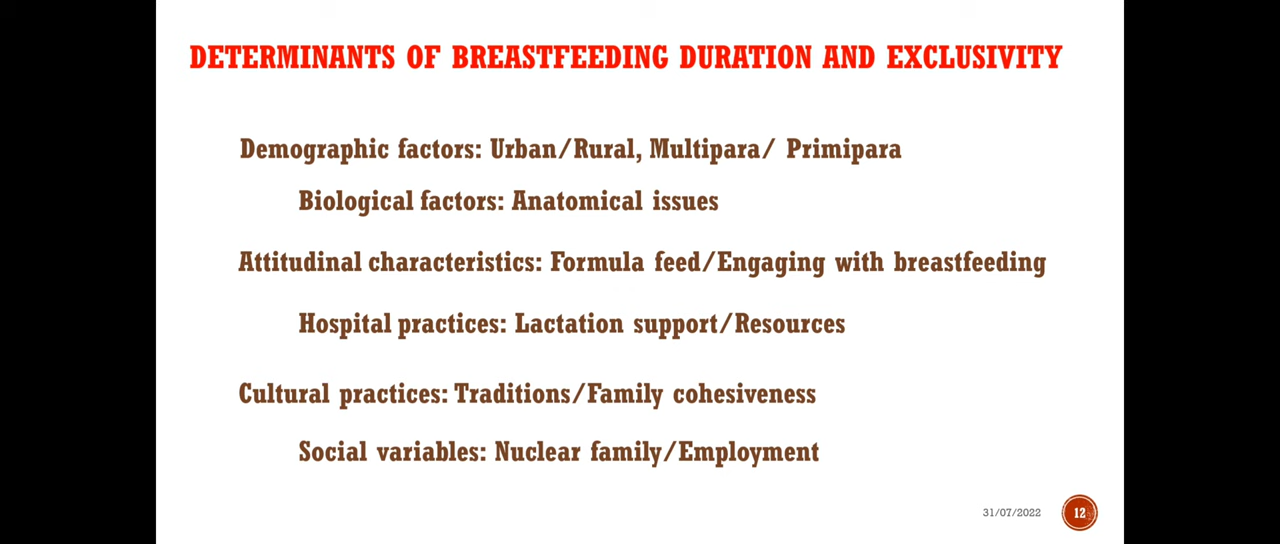 DETERMINANTS OF BREASTFEEDING DURATION AND EXCLUSIVITY
Demographic factors: Urban/Rural, Multipara/ Primipara
Biological factors: Anatomical issues
Attitudinal characteristics: Formula feed/Engaging with breastfeeding
Hospital practices: Lactation support/Resources
Cultural practices: Traditions/Family cohesiveness
Social variables: Nuclear family/Employment
31/07/2022
12